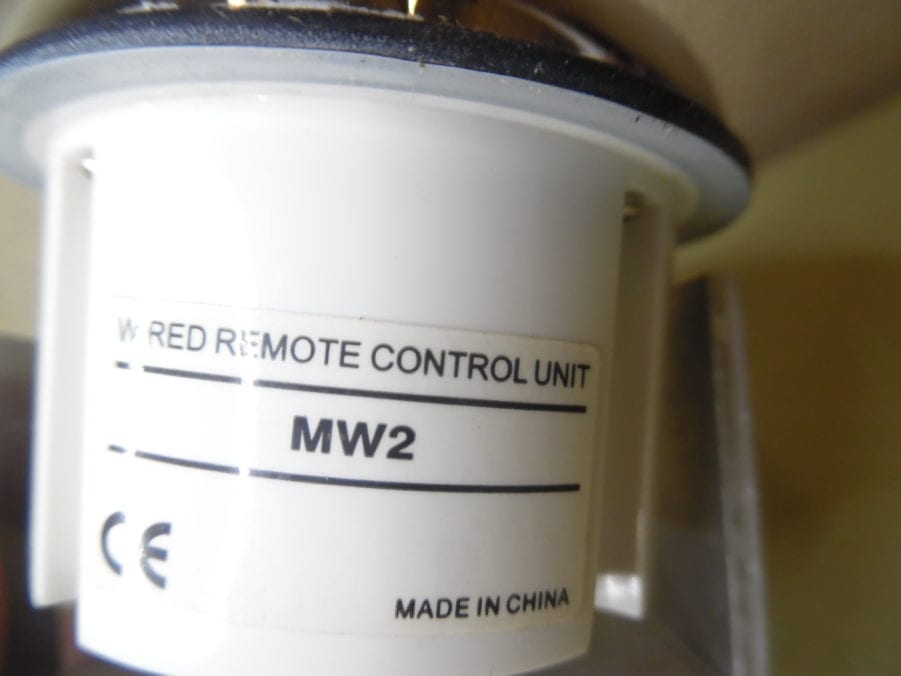 WIRED REMOTE CONTROL UNIT
MW2
CE
MADE IN CHINA